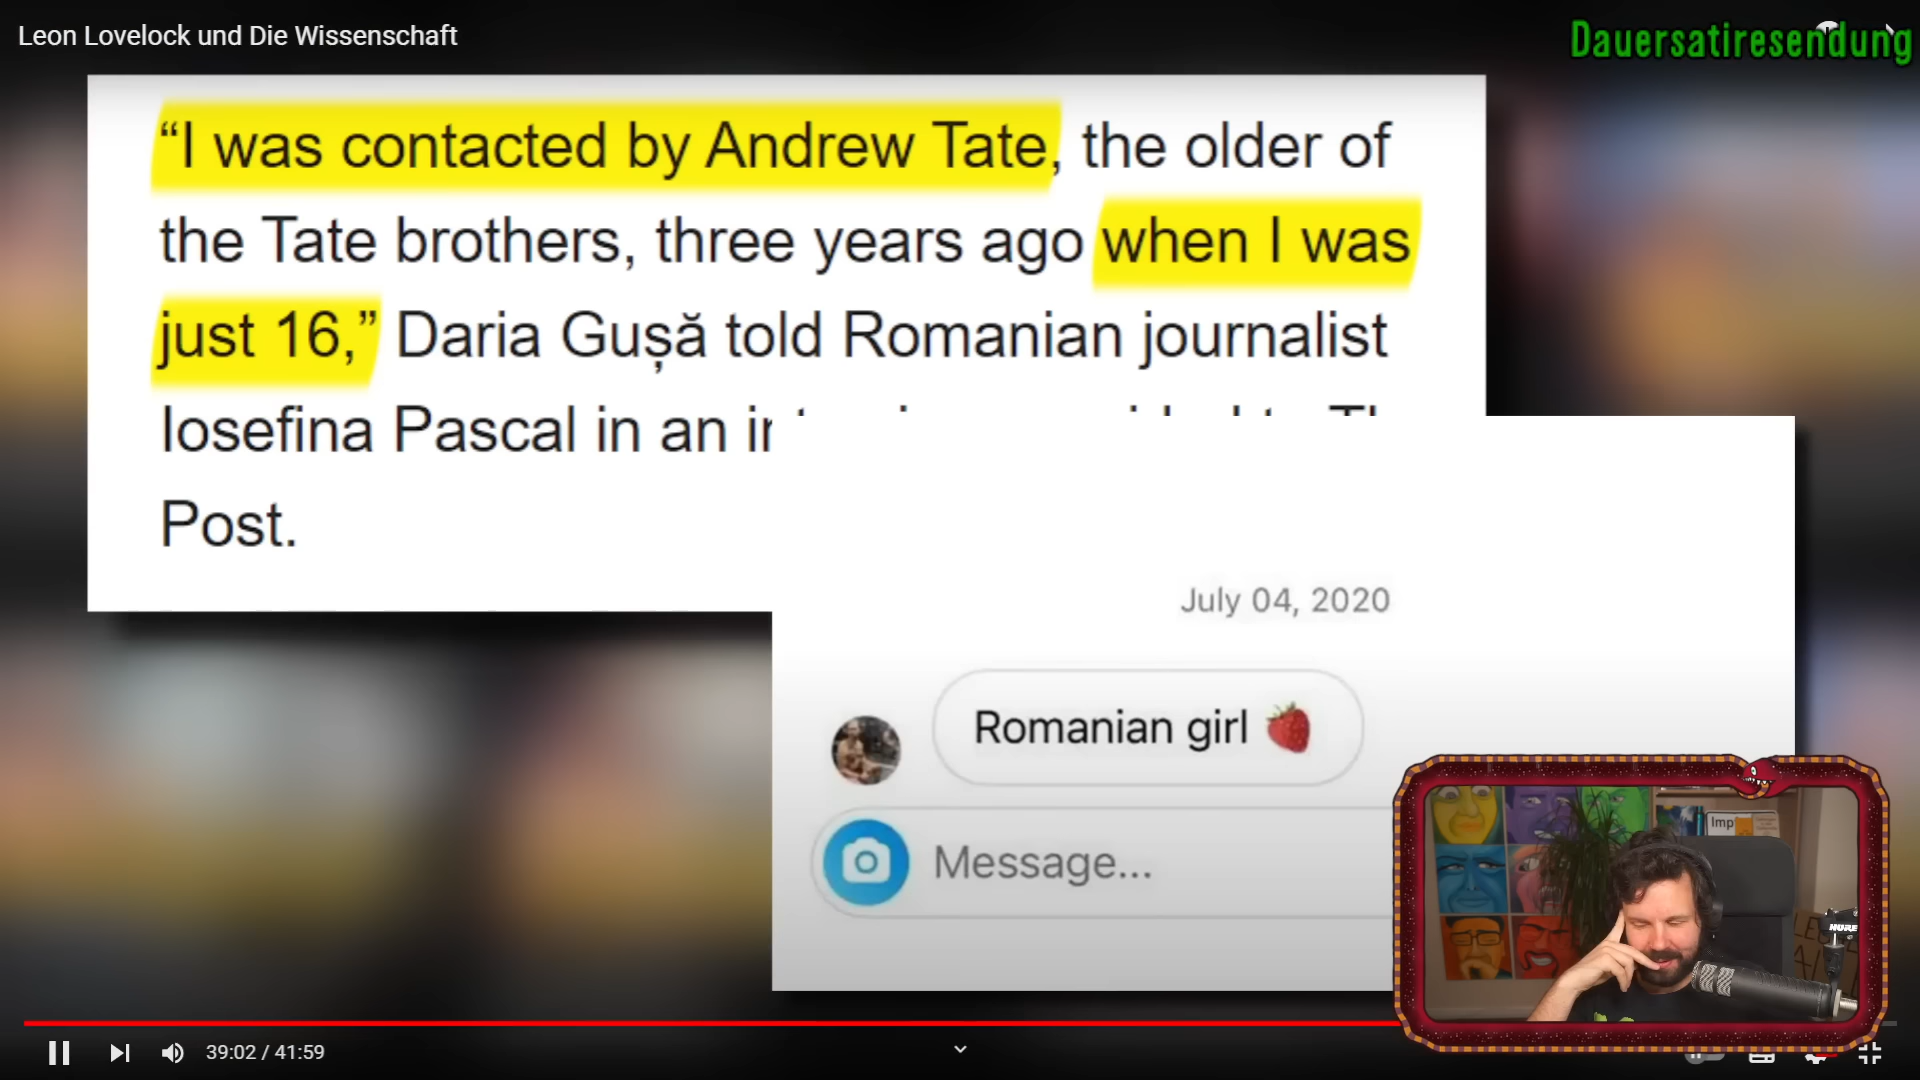 Leon Lovelock und Die Wissenschaft
Dauersatiresendung
“I was contacted by Andrew Tate, the older of
the Tate brothers, three years ago when I was
just 16,” Daria Gușă told Romanian journalist
Iosefina Pascal in an
Post.
July 04, 2020
Romanian girl 🍓
Message...
Imp
NURE
39:02 / 41:59